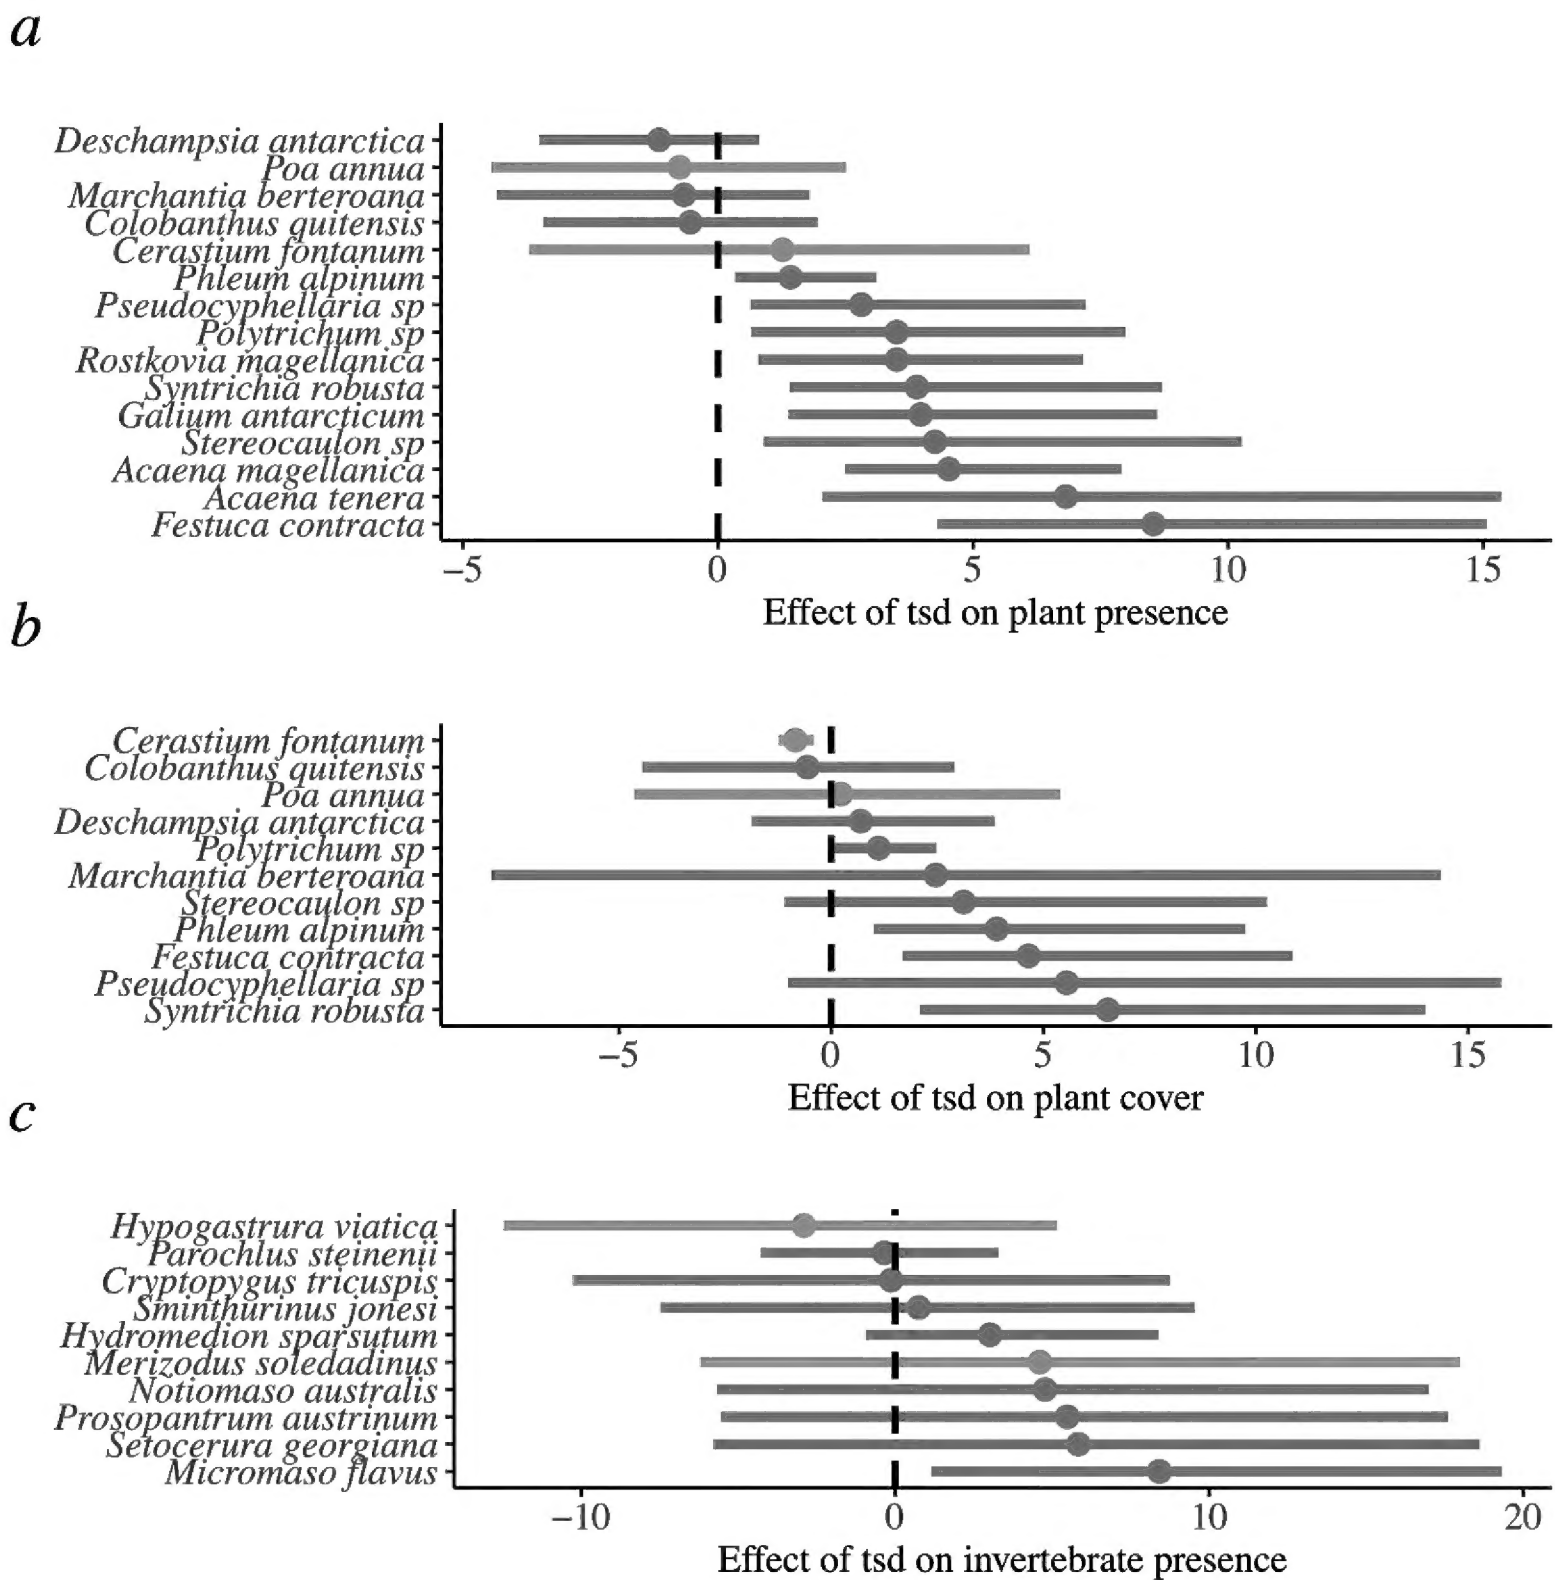 a
Deschampsia antarctica
Poa annua
Marchantia berteroana
Colobanthus quitensis
Cerastium fontanum
Phleum alpinum
Pseudocyphellaria sp
Polytrichum sp
Rostkovia magellanica
Syntrichia robusta
Galium antarcticum
Stereocaulon sp
Acaena magellanica
Acaena tenera
Festuca contracta
−5 0 5 10 15
Effect of tsd on plant presence
b
Cerastium fontanum
Colobanthus quitensis
Poa annua
Deschampsia antarctica
Polytrichum sp
Marchantia berteroana
Stereocaulon sp
Phleum alpinum
Festuca contracta
Pseudocyphellaria sp
Syntrichia robusta
−5 0 5 10 15
Effect of tsd on plant cover
c
Hypogastrura viatica
Parochlus steinenii
Cryptopygus tricuspis
Sminthurinus jonesi
Hydromedion sparsutum
Merizodus soledadinus
Notiomaso australis
Prosopantrum austrinum
Setocerura georgiana
Micromaso flavus
−10 0 10 20
Effect of tsd on invertebrate presence